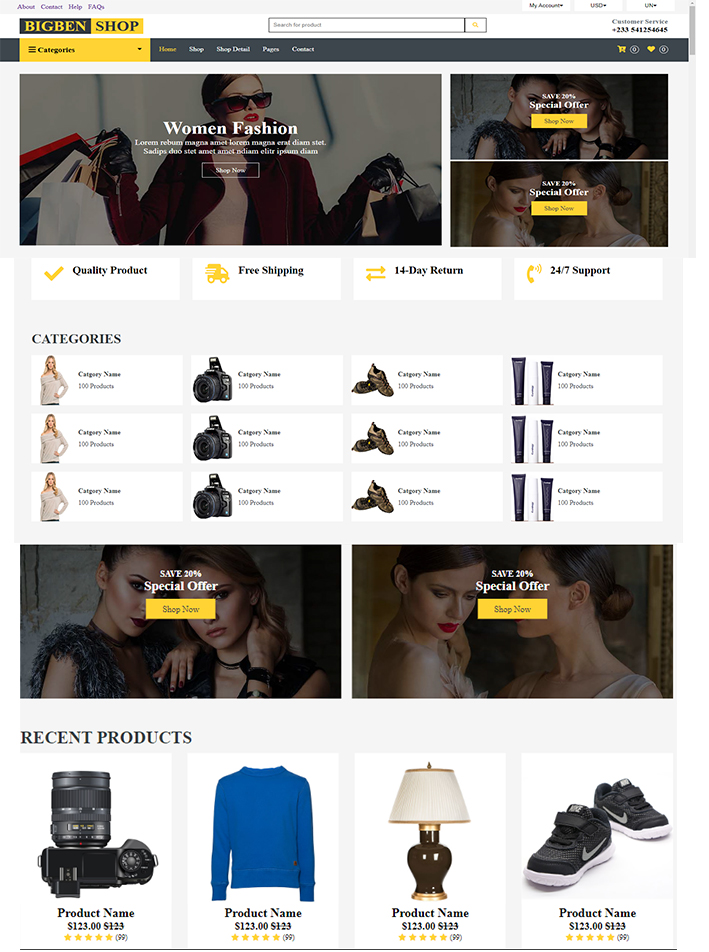 About Contact Help FAQs My Account USD UN
BIGBEN SHOP Search for product Customer Service
+233 541254645
Categories Home Shop Shop Detail Pages Contact 0 0
Women Fashion
Lorem rebum magna amet lorem magna erat diam stet.
Sadips duo stet amet amet ndiam elitr ipsum diam
Shop Now
SAVE 20%
Special Offer
Shop Now
SAVE 20%
Special Offer
Shop Now
Quality Product Free Shipping 14-Day Return 24/7 Support
CATEGORIES
Catgory Name Catgory Name Catgory Name Catgory Name
100 Products 100 Products 100 Products 100 Products
Catgory Name Catgory Name Catgory Name Catgory Name
100 Products 100 Products 100 Products 100 Products
Catgory Name Catgory Name Catgory Name Catgory Name
100 Products 100 Products 100 Products 100 Products
SAVE 20% SAVE 20%
Special Offer Special Offer
Shop Now Shop Now
RECENT PRODUCTS
NIKE
Product Name Product Name Product Name Product Name
$123.00 $123 $123.00 $123 $123.00 $123 $123.00 $123
(99) (99) (99) (99)